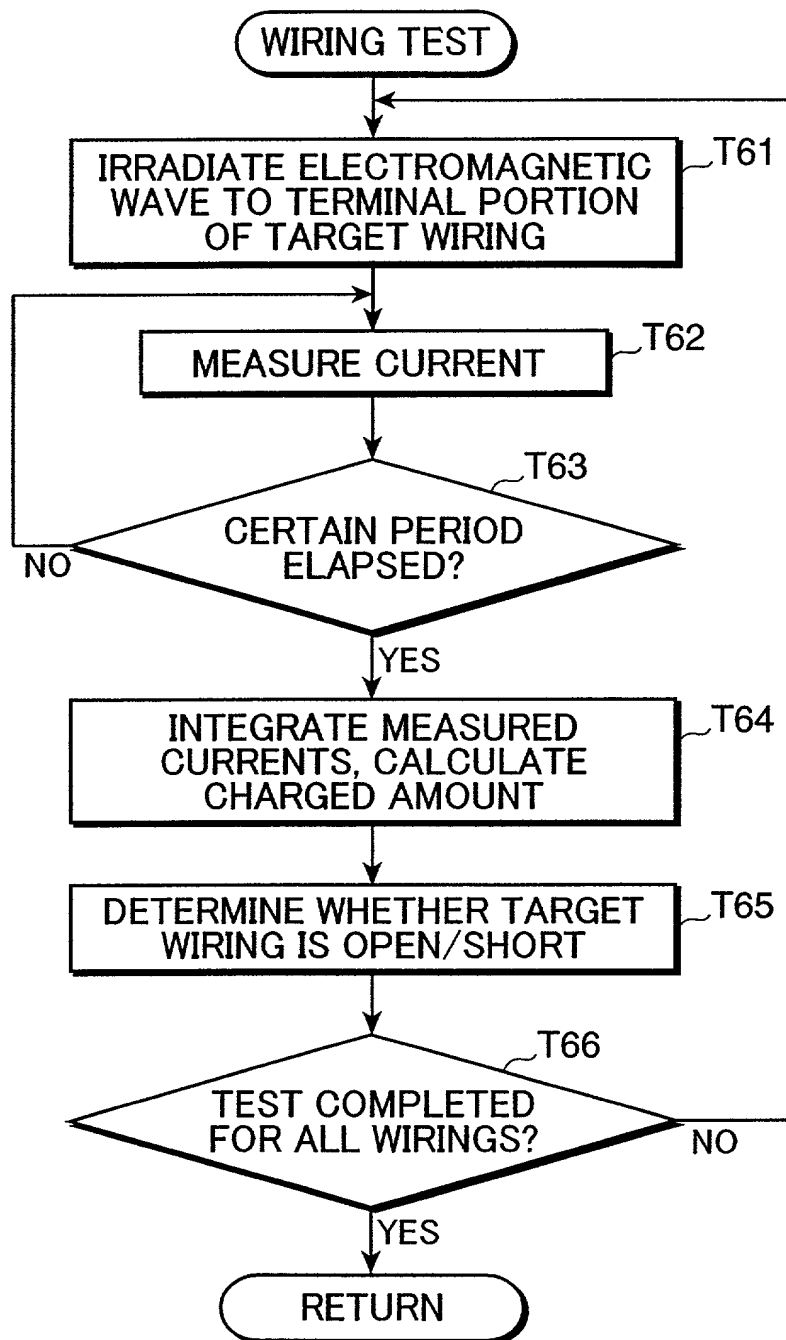 WIRING TEST
T61
IRRADIATE ELECTROMAGNETIC
WAVE TO TERMINAL PORTION
OF TARGET WIRING
T62
MEASURE CURRENT
T63
CERTAIN PERIOD
ELAPSED?
NO
YES
T64
INTEGRATE MEASURED
CURRENTS, CALCULATE
CHARGED AMOUNT
T65
DETERMINE WHETHER TARGET
WIRING IS OPEN/SHORT
T66
TEST COMPLETED
FOR ALL WIRINGS?
NO
YES
RETURN